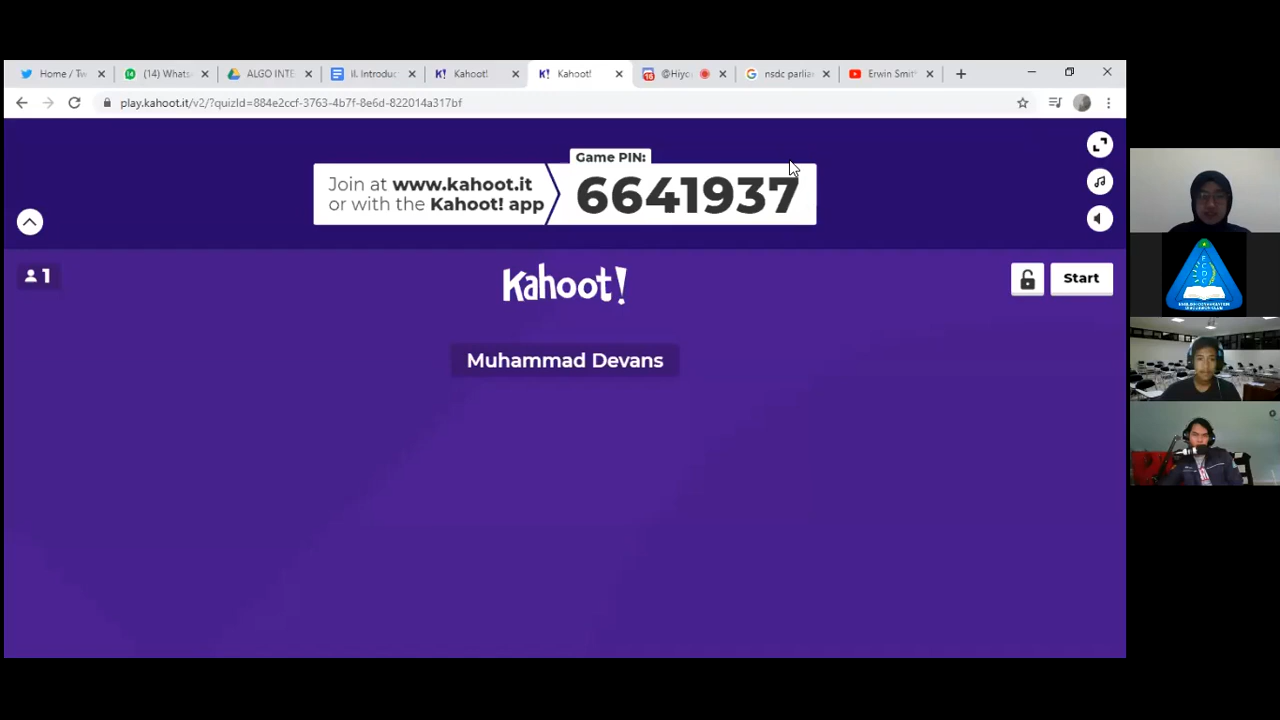 Home / Tw
(14) Whats
ALGO INTE
II. Introduc
Kahoot!
Kahoot!
@Hiyc
nsdc parlia
Erwin Smit
play.kahoot.it/v2/?quizId=884e2ccf-3763-4b7f-8e6d-822014a317bf
Game PIN:
Join at www.kahoot.it
or with the Kahoot! app
6641937
1
Kahoot!
Start
Muhammad Devans